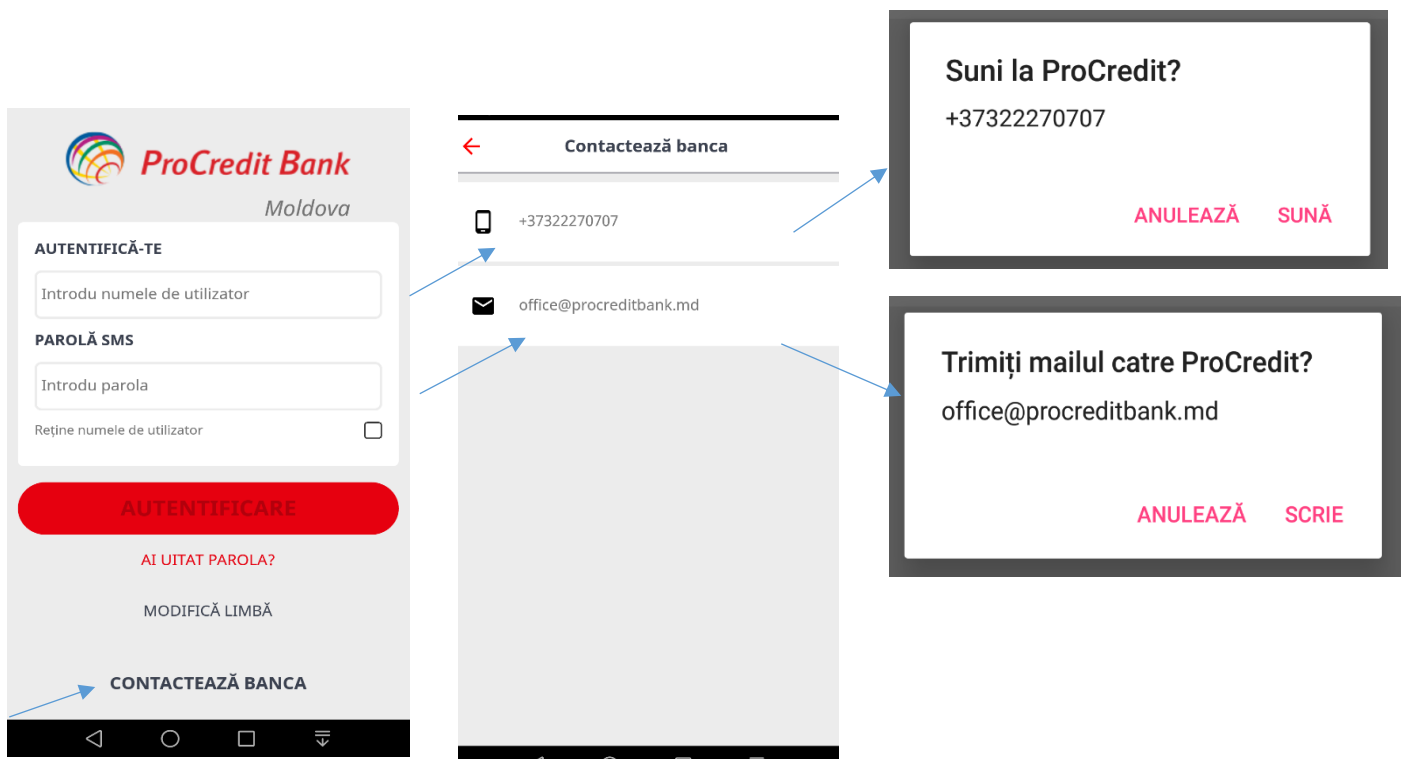 ProCredit Bank
Moldova
AUTENTIFICĂ-TE
Introdu numele de utilizator
PAROLĂ SMS
Introdu parola
Reține numele de utilizator
AUTENTIFICARE
AI UITAT PAROLA?
MODIFICĂ LIMBĂ
CONTACTEAZĂ BANCA
Contactează banca
+37322270707
office@procreditbank.md
Suni la ProCredit?
+37322270707
ANULEAZĂ SUNĂ
Trimiți mailul catre ProCredit?
office@procreditbank.md
ANULEAZĂ SCRIE